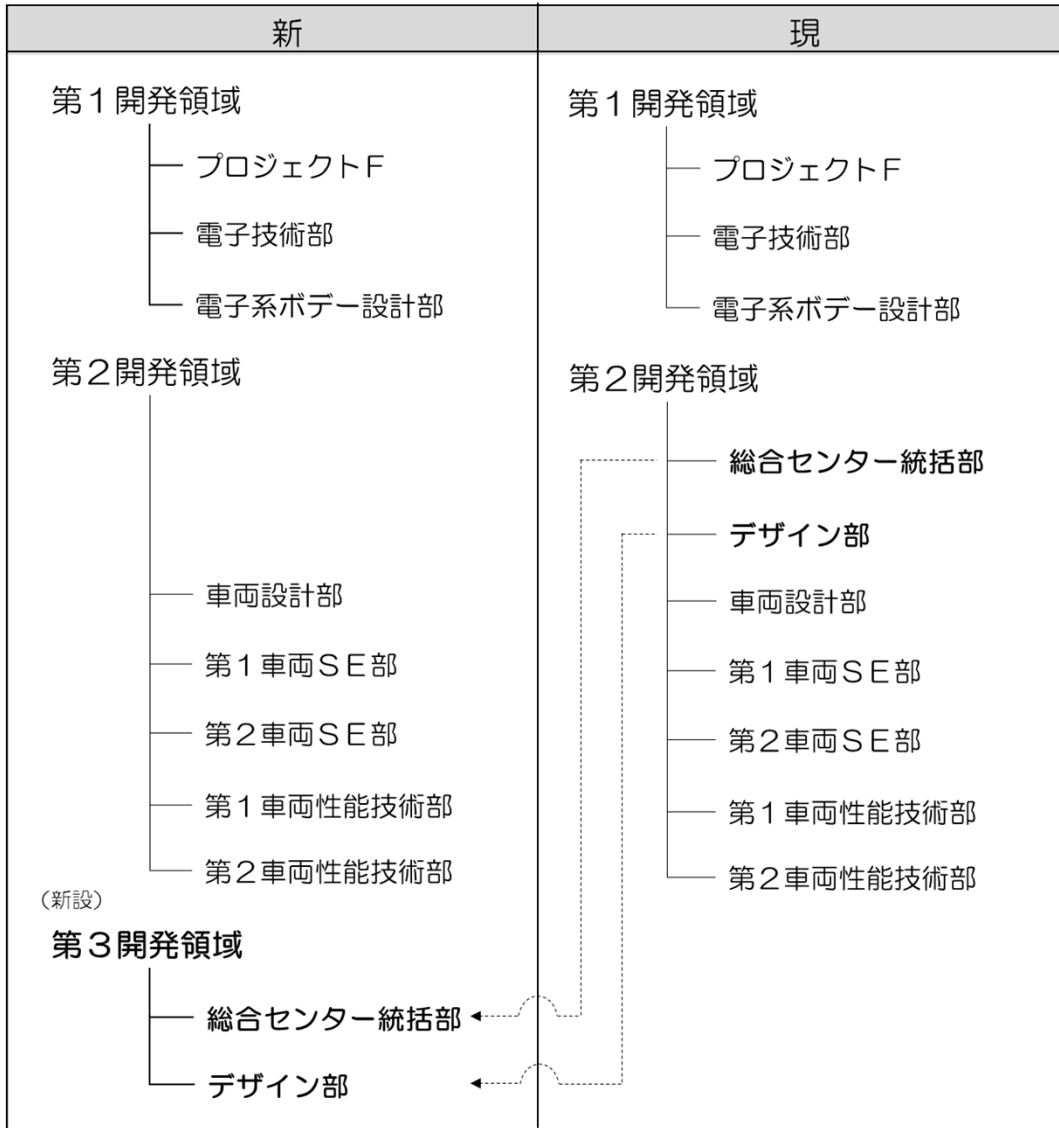 新
第１開発領域
プロジェクトＦ
電子技術部
電子系ボデー設計部
第２開発領域
車両設計部
第１車両ＳＥ部
第２車両ＳＥ部
第１車両性能技術部
第２車両性能技術部
（新設）
第３開発領域
総合センター統括部
デザイン部
現
第１開発領域
プロジェクトＦ
電子技術部
電子系ボデー設計部
第２開発領域
総合センター統括部
デザイン部
車両設計部
第１車両ＳＥ部
第２車両ＳＥ部
第１車両性能技術部
第２車両性能技術部